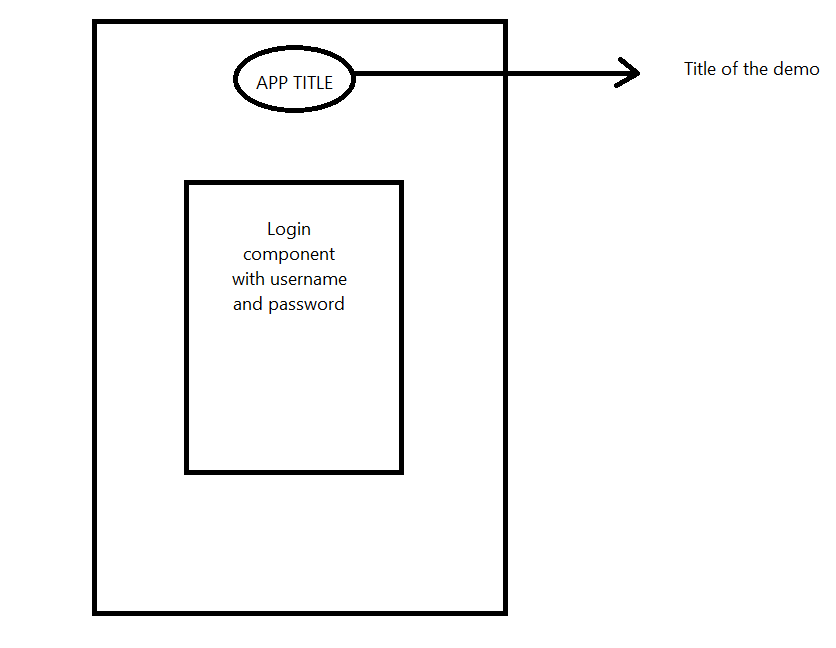 APP TITLE
Title of the demo
Login
component
with username
and password